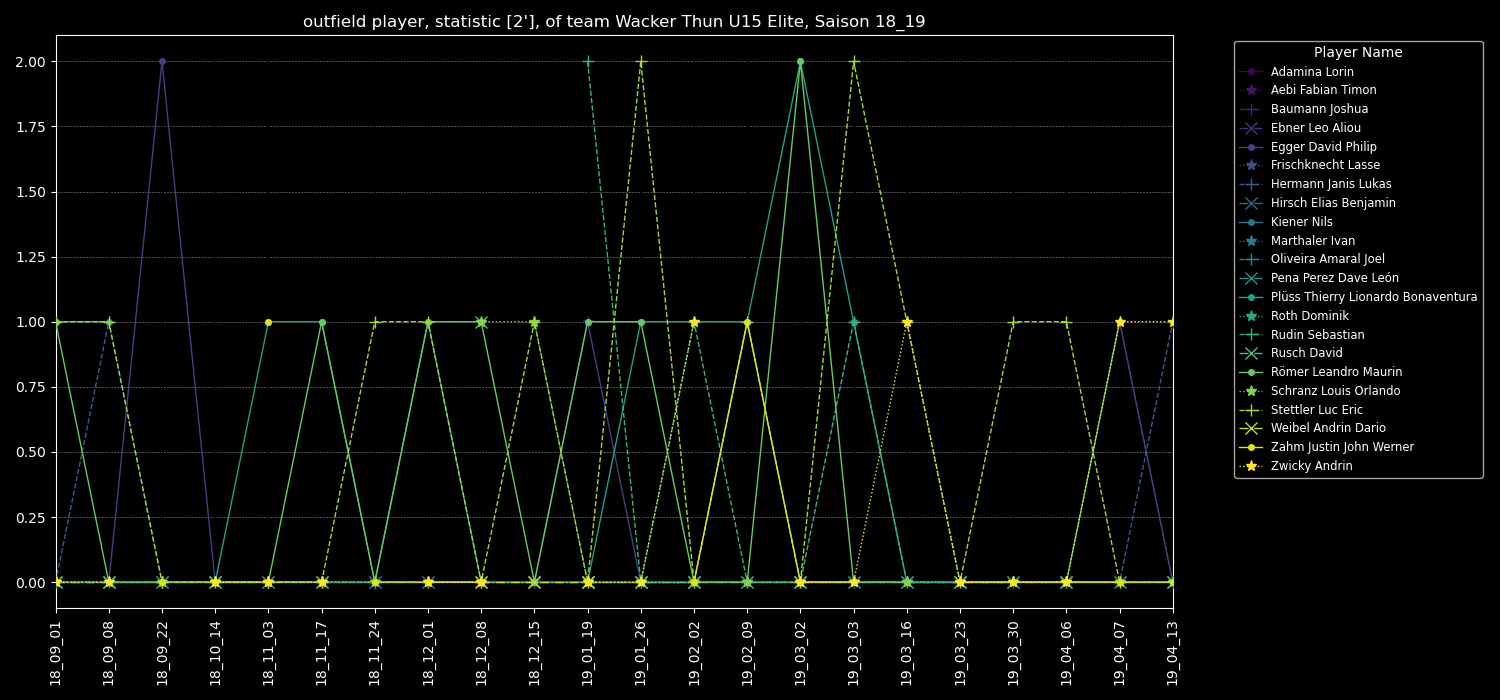 outfield player, statistic [2'], of team Wacker Thun U15 Elite, Saison 18_19
2.00
1.75
1.50
1.25
1.00
0.75
0.50
0.25
0.00
18_09_01
18_09_08
18_09_22
18_10_14
18_11_03
18_11_17
18_11_24
18_12_01
18_12_08
18_12_15
19_01_19
19_01_26
19_02_02
19_02_09
19_03_02
19_03_03
19_03_16
19_03_23
19_03_30
19_04_06
19_04_07
19_04_13
Player Name
Adamina Lorin
Aebi Fabian Timon
Baumann Joshua
Ebner Leo Aliou
Egger David Philip
Frischknecht Lasse
Hermann Janis Lukas
Hirsch Elias Benjamin
Kiener Nils
Marthaler Ivan
Oliveira Amaral Joel
Pena Perez Dave León
Plüss Thierry Lionardo Bonaventura
Roth Dominik
Rudin Sebastian
Rusch David
Römer Leandro Maurin
Schranz Louis Orlando
Stettler Luc Eric
Weibel Andrin Dario
Zahm Justin John Werner
Zwicky Andrin